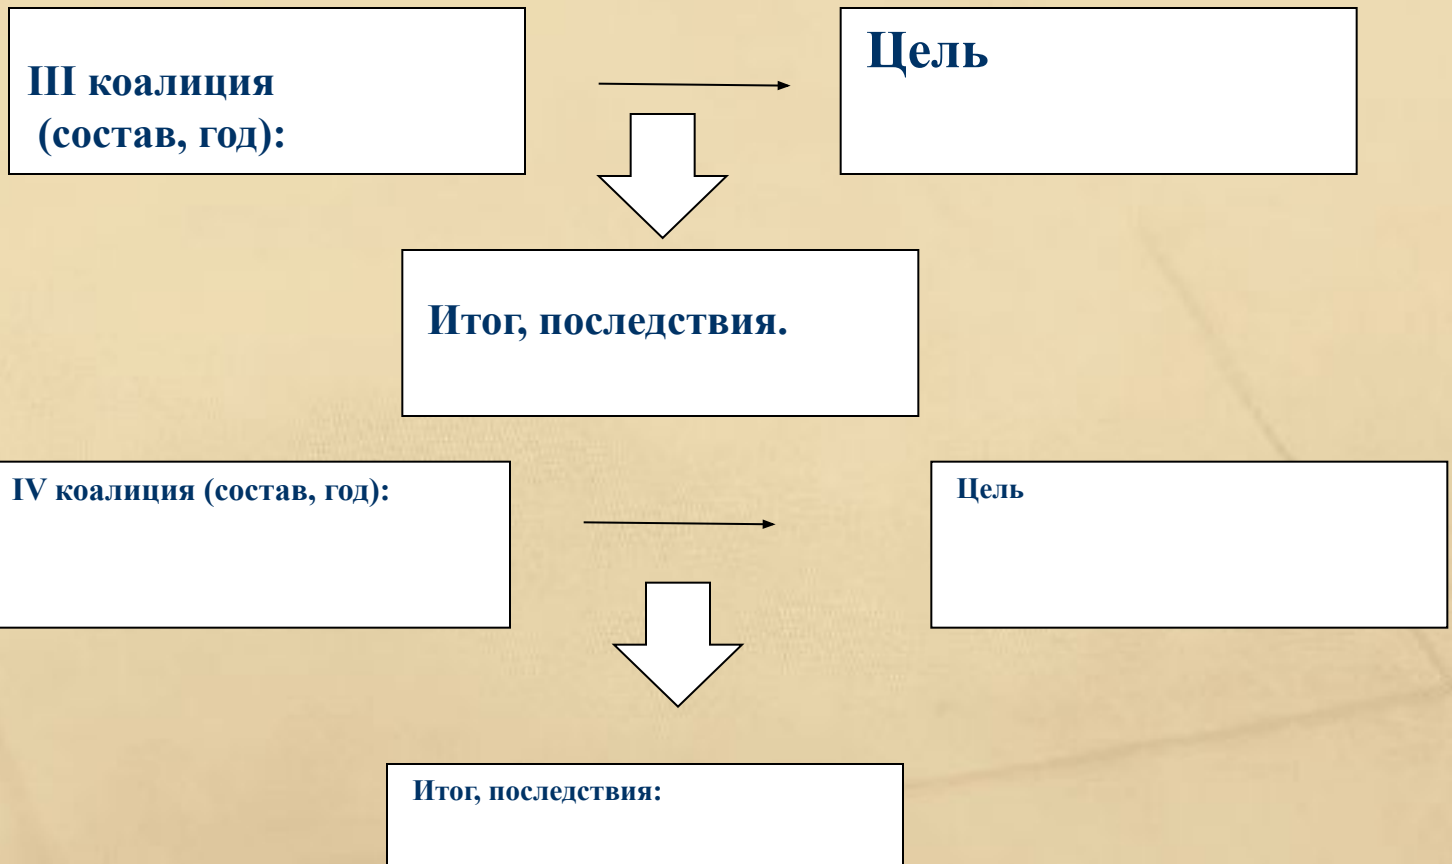 III коалиция
(состав, год):
Цель
Итог, последствия.
IV коалиция (состав, год):
Цель
Итог, последствия: